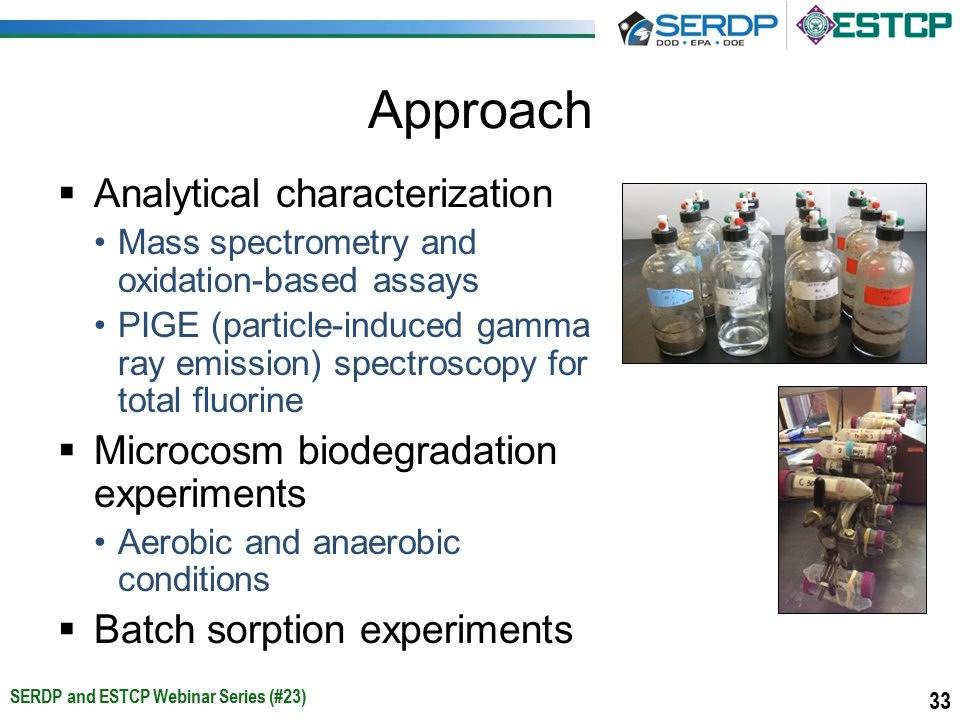 SERDP
DOD • EPA • DOE
ESTCP
Approach
▪ Analytical characterization
• Mass spectrometry and
oxidation-based assays
• PIGE (particle-induced gamma
ray emission) spectroscopy for
total fluorine
▪ Microcosm biodegradation
experiments
• Aerobic and anaerobic
conditions
▪ Batch sorption experiments
SERDP and ESTCP Webinar Series (#23)
33